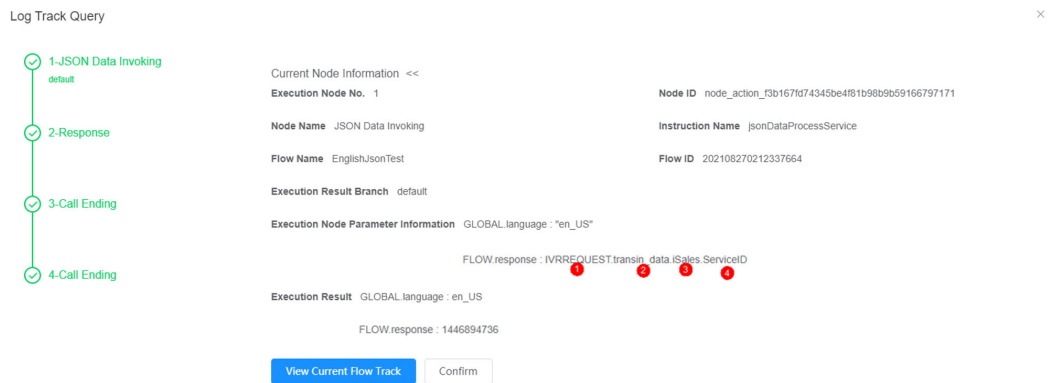 Log Track Query
1-JSON Data Invoking
default
2-Response
3-Call Ending
4-Call Ending
Current Node Information <<
Execution Node No. 1 Node ID node_action_f3b167fd74345be4f81b98b9b59166797171
Node Name JSON Data Invoking Instruction Name jsonDataProcessService
Flow Name EnglishJsonTest Flow ID 202108270212337664
Execution Result Branch default
Execution Node Parameter Information GLOBAL.language : "en_US"
FLOW.response : IVRREQUEST.transin_data.iSales.ServiceID
1 2 3 4
Execution Result GLOBAL.language : en_US
FLOW.response : 1446894736
View Current Flow Track Confirm